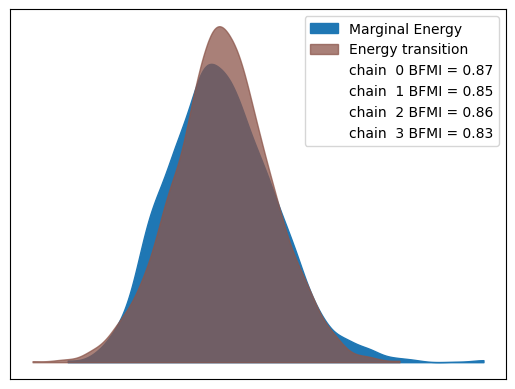 Marginal Energy
Energy transition
chain  0 BFMI = 0.87
chain  1 BFMI = 0.85
chain  2 BFMI = 0.86
chain  3 BFMI = 0.83